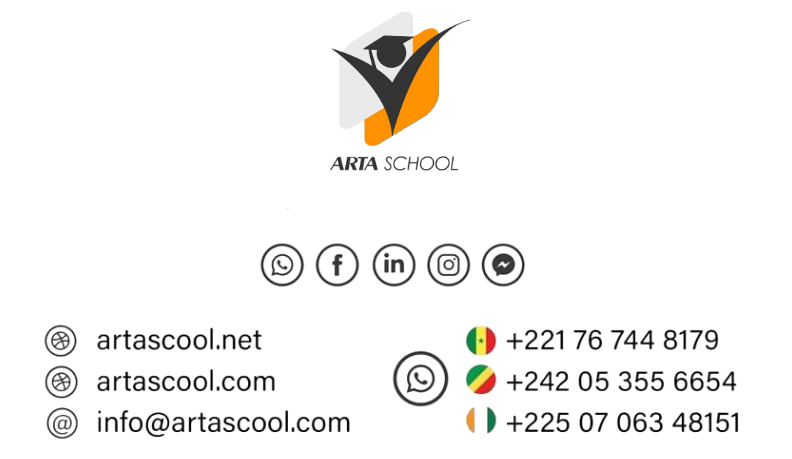 ARTA SCHOOL
artascool.net
artascool.com
info@artascool.com
+221 76 744 8179
+242 05 355 6654
+225 07 063 48151